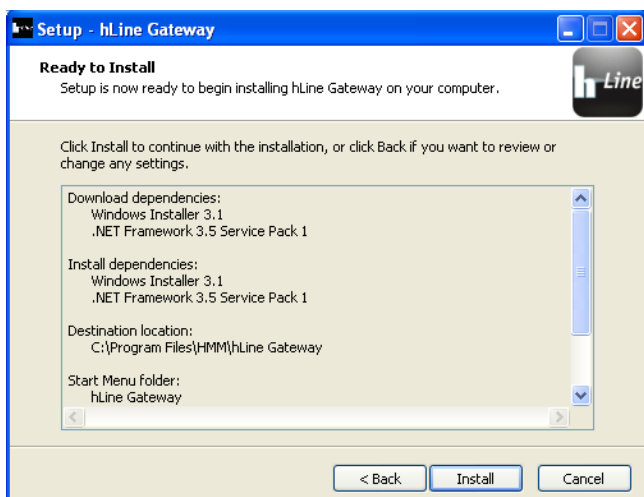 Setup - hLine Gateway
Ready to Install
Setup is now ready to begin installing hLine Gateway on your computer.
h Line
Click Install to continue with the installation, or click Back if you want to review or
change any settings.
Download dependencies:
Windows Installer 3.1
.NET Framework 3.5 Service Pack 1
Install dependencies:
Windows Installer 3.1
.NET Framework 3.5 Service Pack 1
Destination location:
C:\Program Files\HMM\hLine Gateway
Start Menu folder:
hLine Gateway
< Back
Install
Cancel